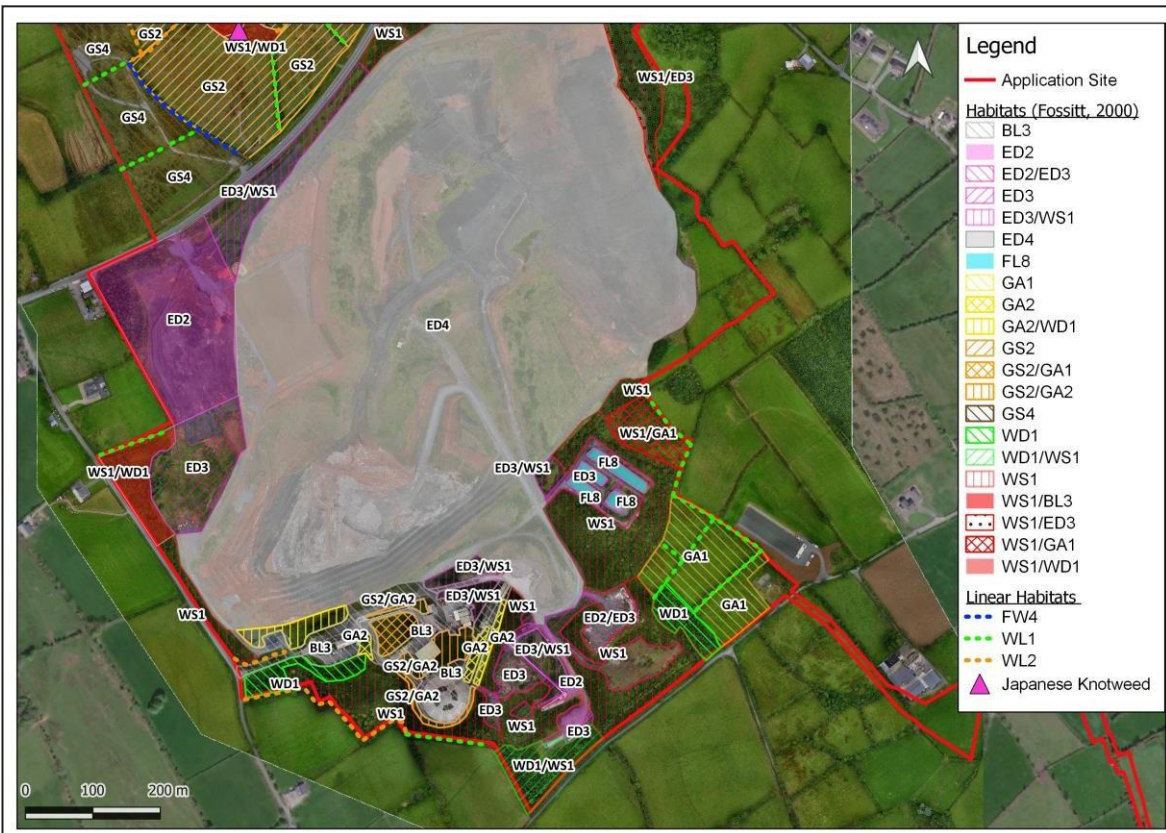 GS2
GS4
WS1/WD1
GS2
WS1
GS2
GS4
GS4
WS1/ED3
ED3/WS1
ED2
ED4
WS1
WS1/GA1
WS1/WD1
ED3
ED3/WS1
FL8
ED3
FL8
FL8
WS1
GA1
ED3/WS1
GS2/GA2
ED3/WS1
WS1
ED2/ED3
WD1
GA1
WS1
GA2
BL3
BL3
GA2
GA2
ED3/WS1
WS1
GS2/GA2
BL3
ED3
ED2
WD1
GS2/GA2
ED3
WS1
WS1
ED3
WD1/WS1
0 100 200 m
Legend
Application Site
Habitats (Fossitt, 2000)
BL3
ED2
ED2/ED3
ED3
ED3/WS1
ED4
FL8
GA1
GA2
GA2/WD1
GS2
GS2/GA1
GS2/GA2
GS4
WD1
WD1/WS1
WS1
WS1/BL3
WS1/ED3
WS1/GA1
WS1/WD1
Linear Habitats
FW4
WL1
WL2
Japanese Knotweed